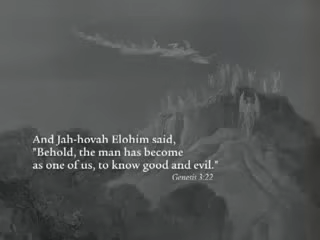 And Jah-hovah Elohim said,
"Behold, the man has become
as one of us, to know good and evil."
Genesis 3:22